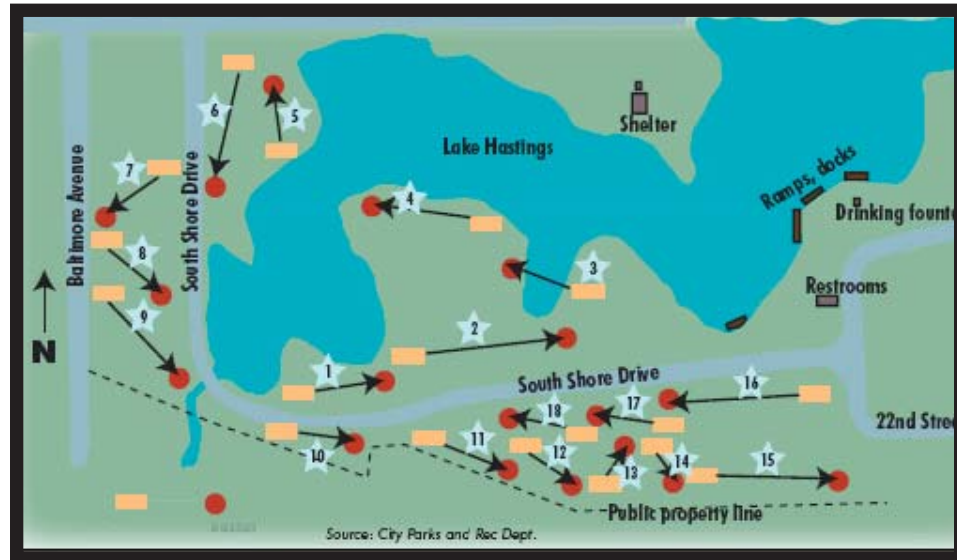 6
5
Shelter
7
Lake Hastings
Ramps, docks
Baltimore Avenue
South Shore Drive
4
Drinking founta
8
3
Restrooms
9
N
2
1
South Shore Drive
16
18
17
22nd Stree
10
11
12
13
14
15
Public property line
Source: City Parks and Rec Dept.